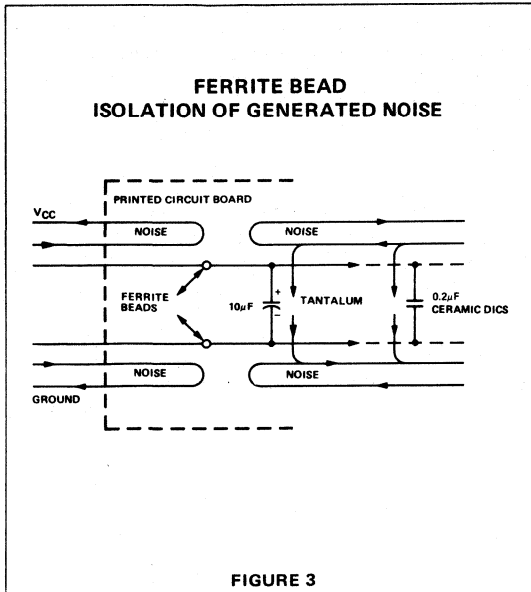 FERRITE BEAD
ISOLATION OF GENERATED NOISE
PRINTED CIRCUIT BOARD
VCC
NOISE
NOISE
FERRITE
BEADS
10μF
+
−
TANTALUM
0.2μF
CERAMIC DICS
NOISE
NOISE
GROUND
FIGURE 3